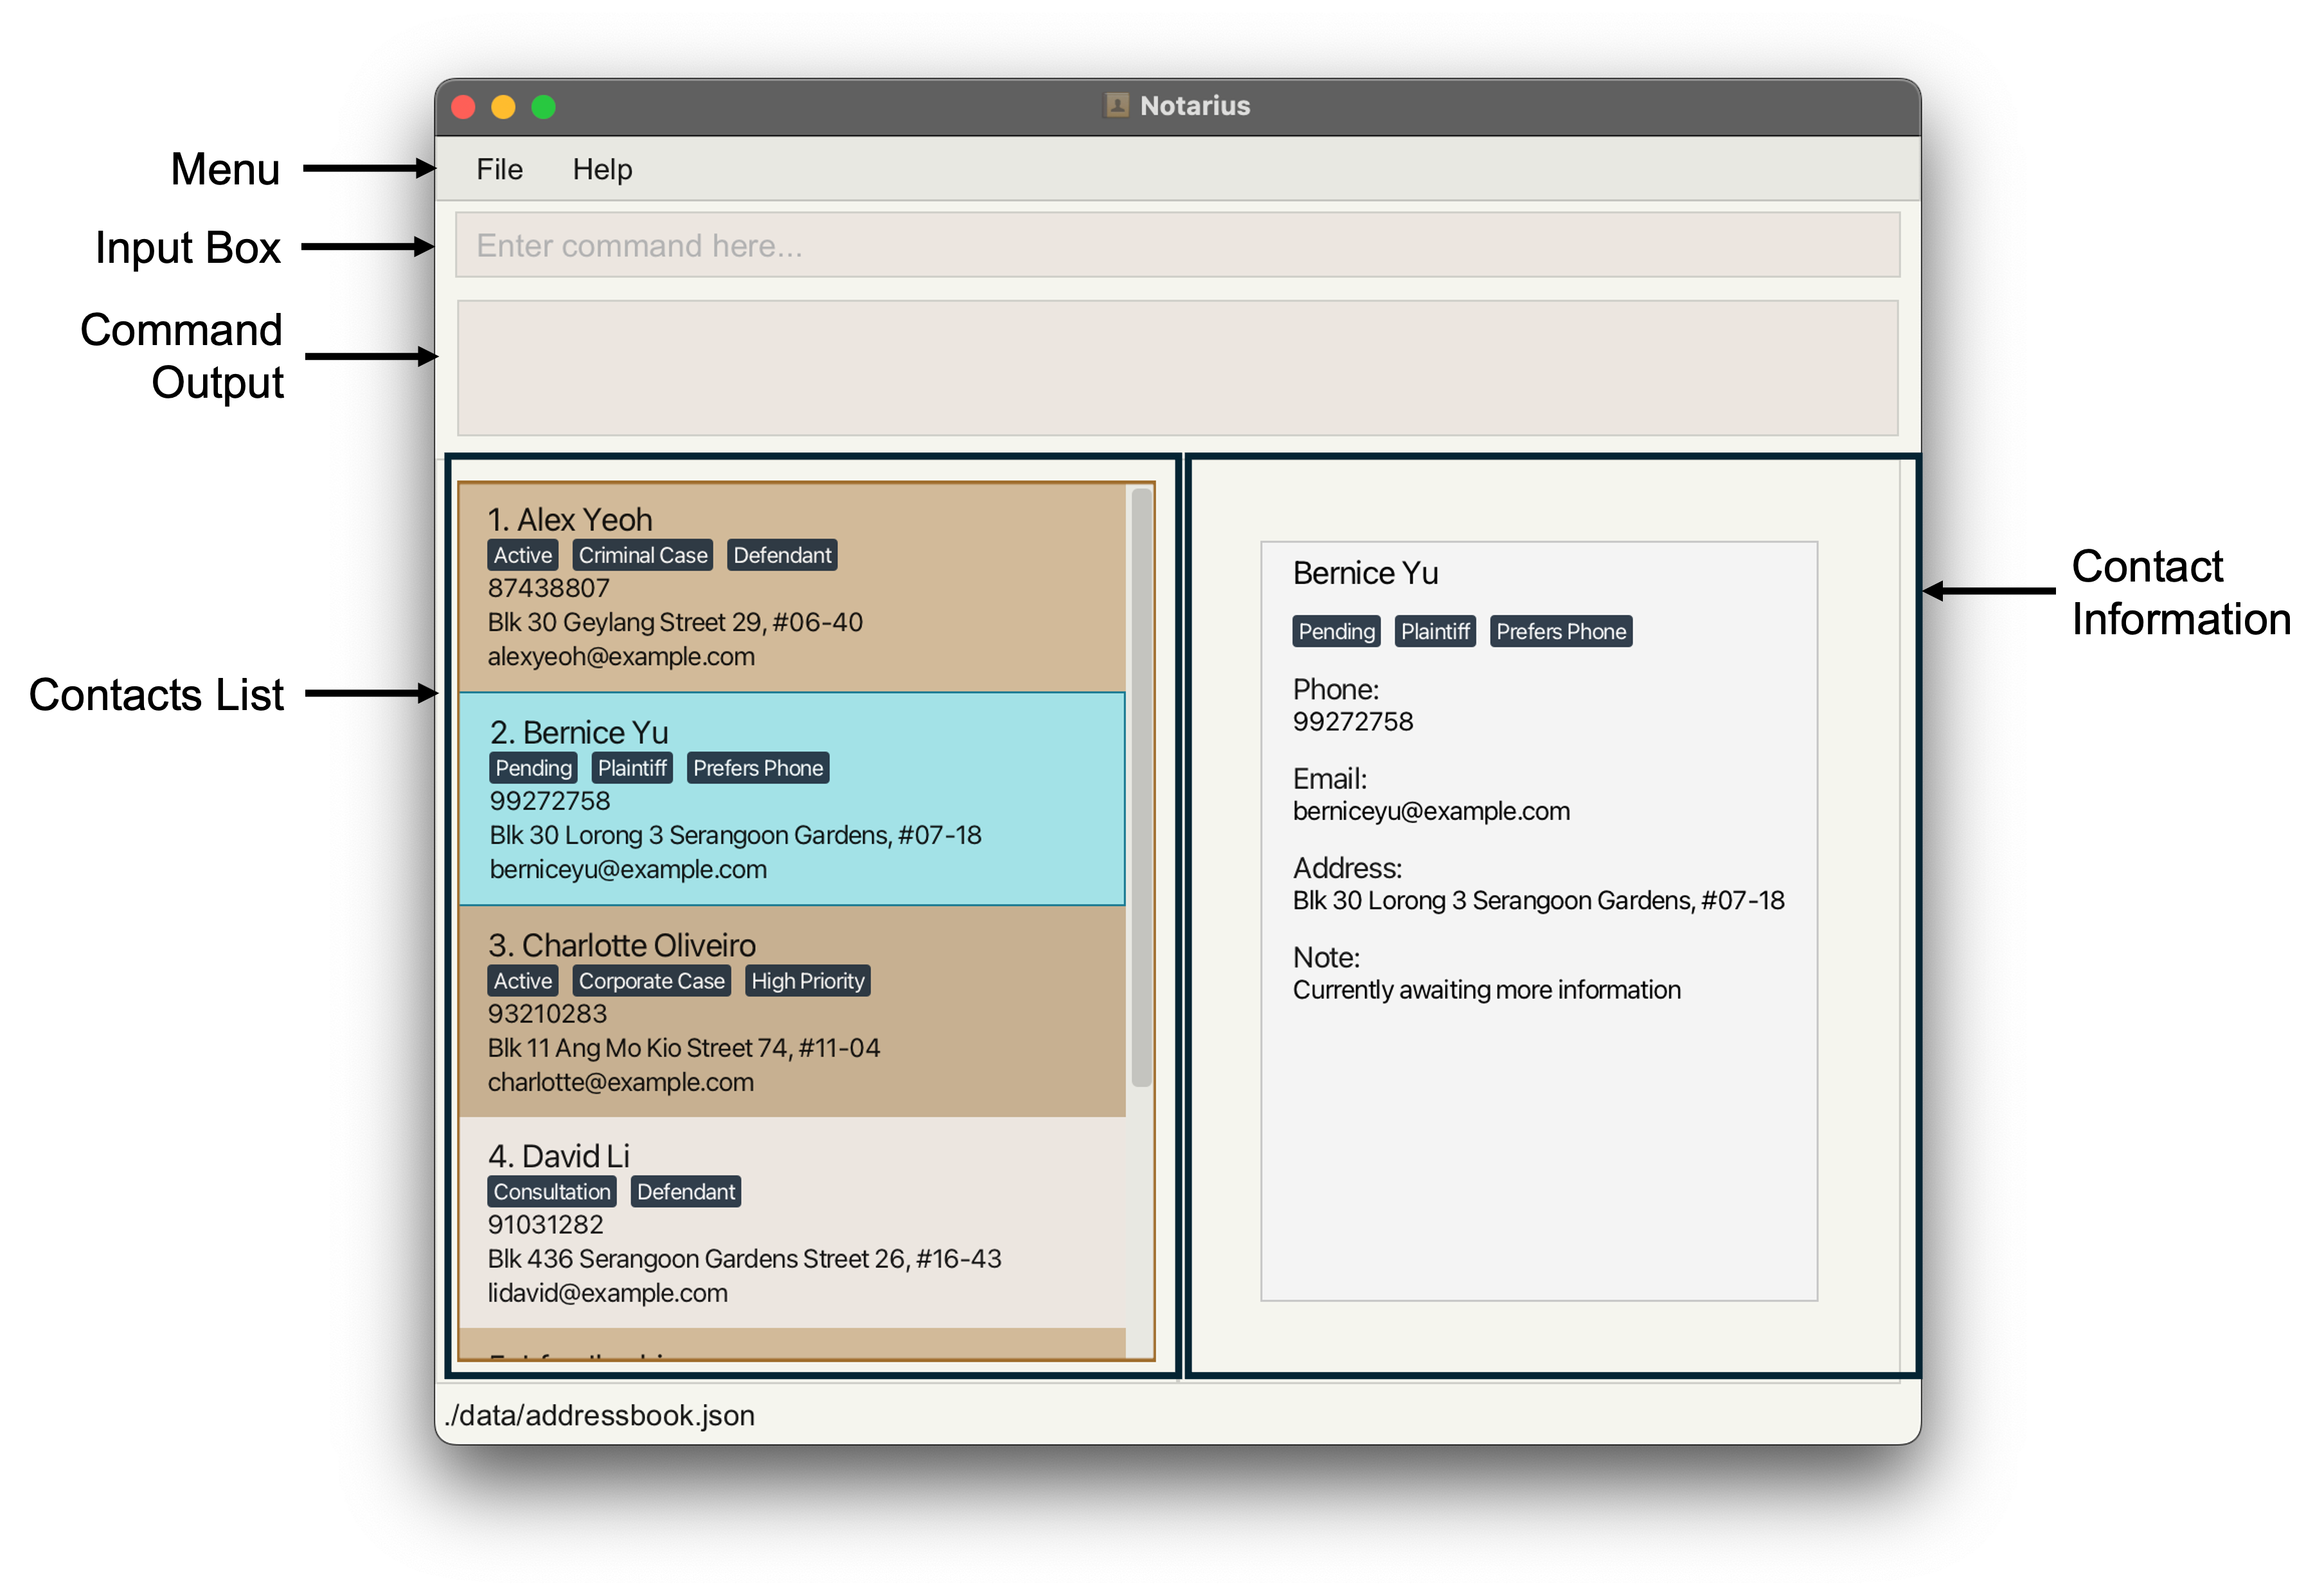 Notarius
Menu
File Help
Input Box
Enter command here...
Command
Output
Contacts List
1. Alex Yeoh
Active Criminal Case Defendant
87438807
Blk 30 Geylang Street 29, #06-40
alexyeoh@example.com
2. Bernice Yu
Pending Plaintiff Prefers Phone
99272758
Blk 30 Lorong 3 Serangoon Gardens, #07-18
berniceyu@example.com
3. Charlotte Oliveiro
Active Corporate Case High Priority
93210283
Blk 11 Ang Mo Kio Street 74, #11-04
charlotte@example.com
4. David Li
Consultation Defendant
91031282
Blk 436 Serangoon Gardens Street 26, #16-43
lidavid@example.com
Bernice Yu
Pending Plaintiff Prefers Phone
Phone:
99272758
Email:
berniceyu@example.com
Address:
Blk 30 Lorong 3 Serangoon Gardens, #07-18
Note:
Currently awaiting more information
Contact
Information
./data/addressbook.json